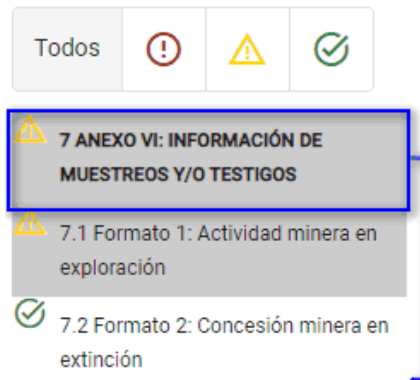 Todos
7 ANEXO VI: INFORMACIÓN DE
MUESTREOS Y/O TESTIGOS
7.1 Formato 1: Actividad minera en
exploración
7.2 Formato 2: Concesión minera en
extinción